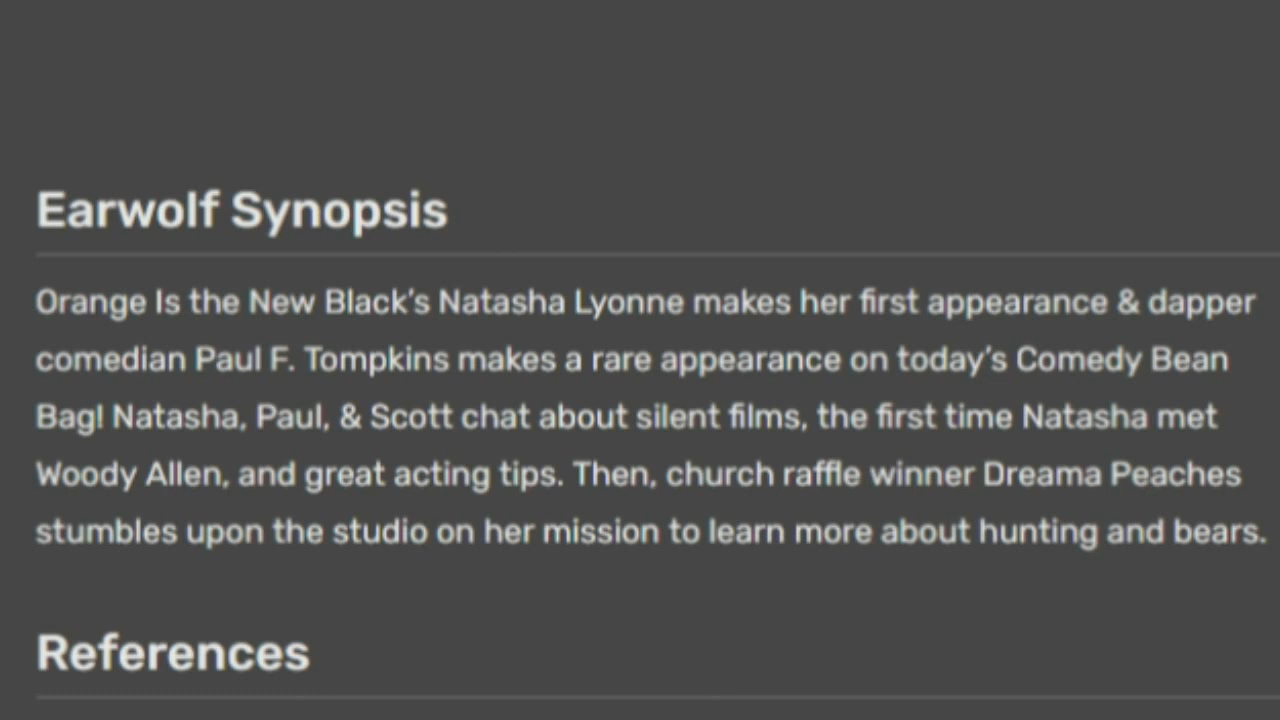 Earwolf Synopsis
Orange Is the New Black's Natasha Lyonne makes her first appearance & dapper
comedian Paul F. Tompkins makes a rare appearance on today's Comedy Bean
Bag! Natasha, Paul, & Scott chat about silent films, the first time Natasha met
Woody Allen, and great acting tips. Then, church raffle winner Dreama Peaches
stumbles upon the studio on her mission to learn more about hunting and bears.
References